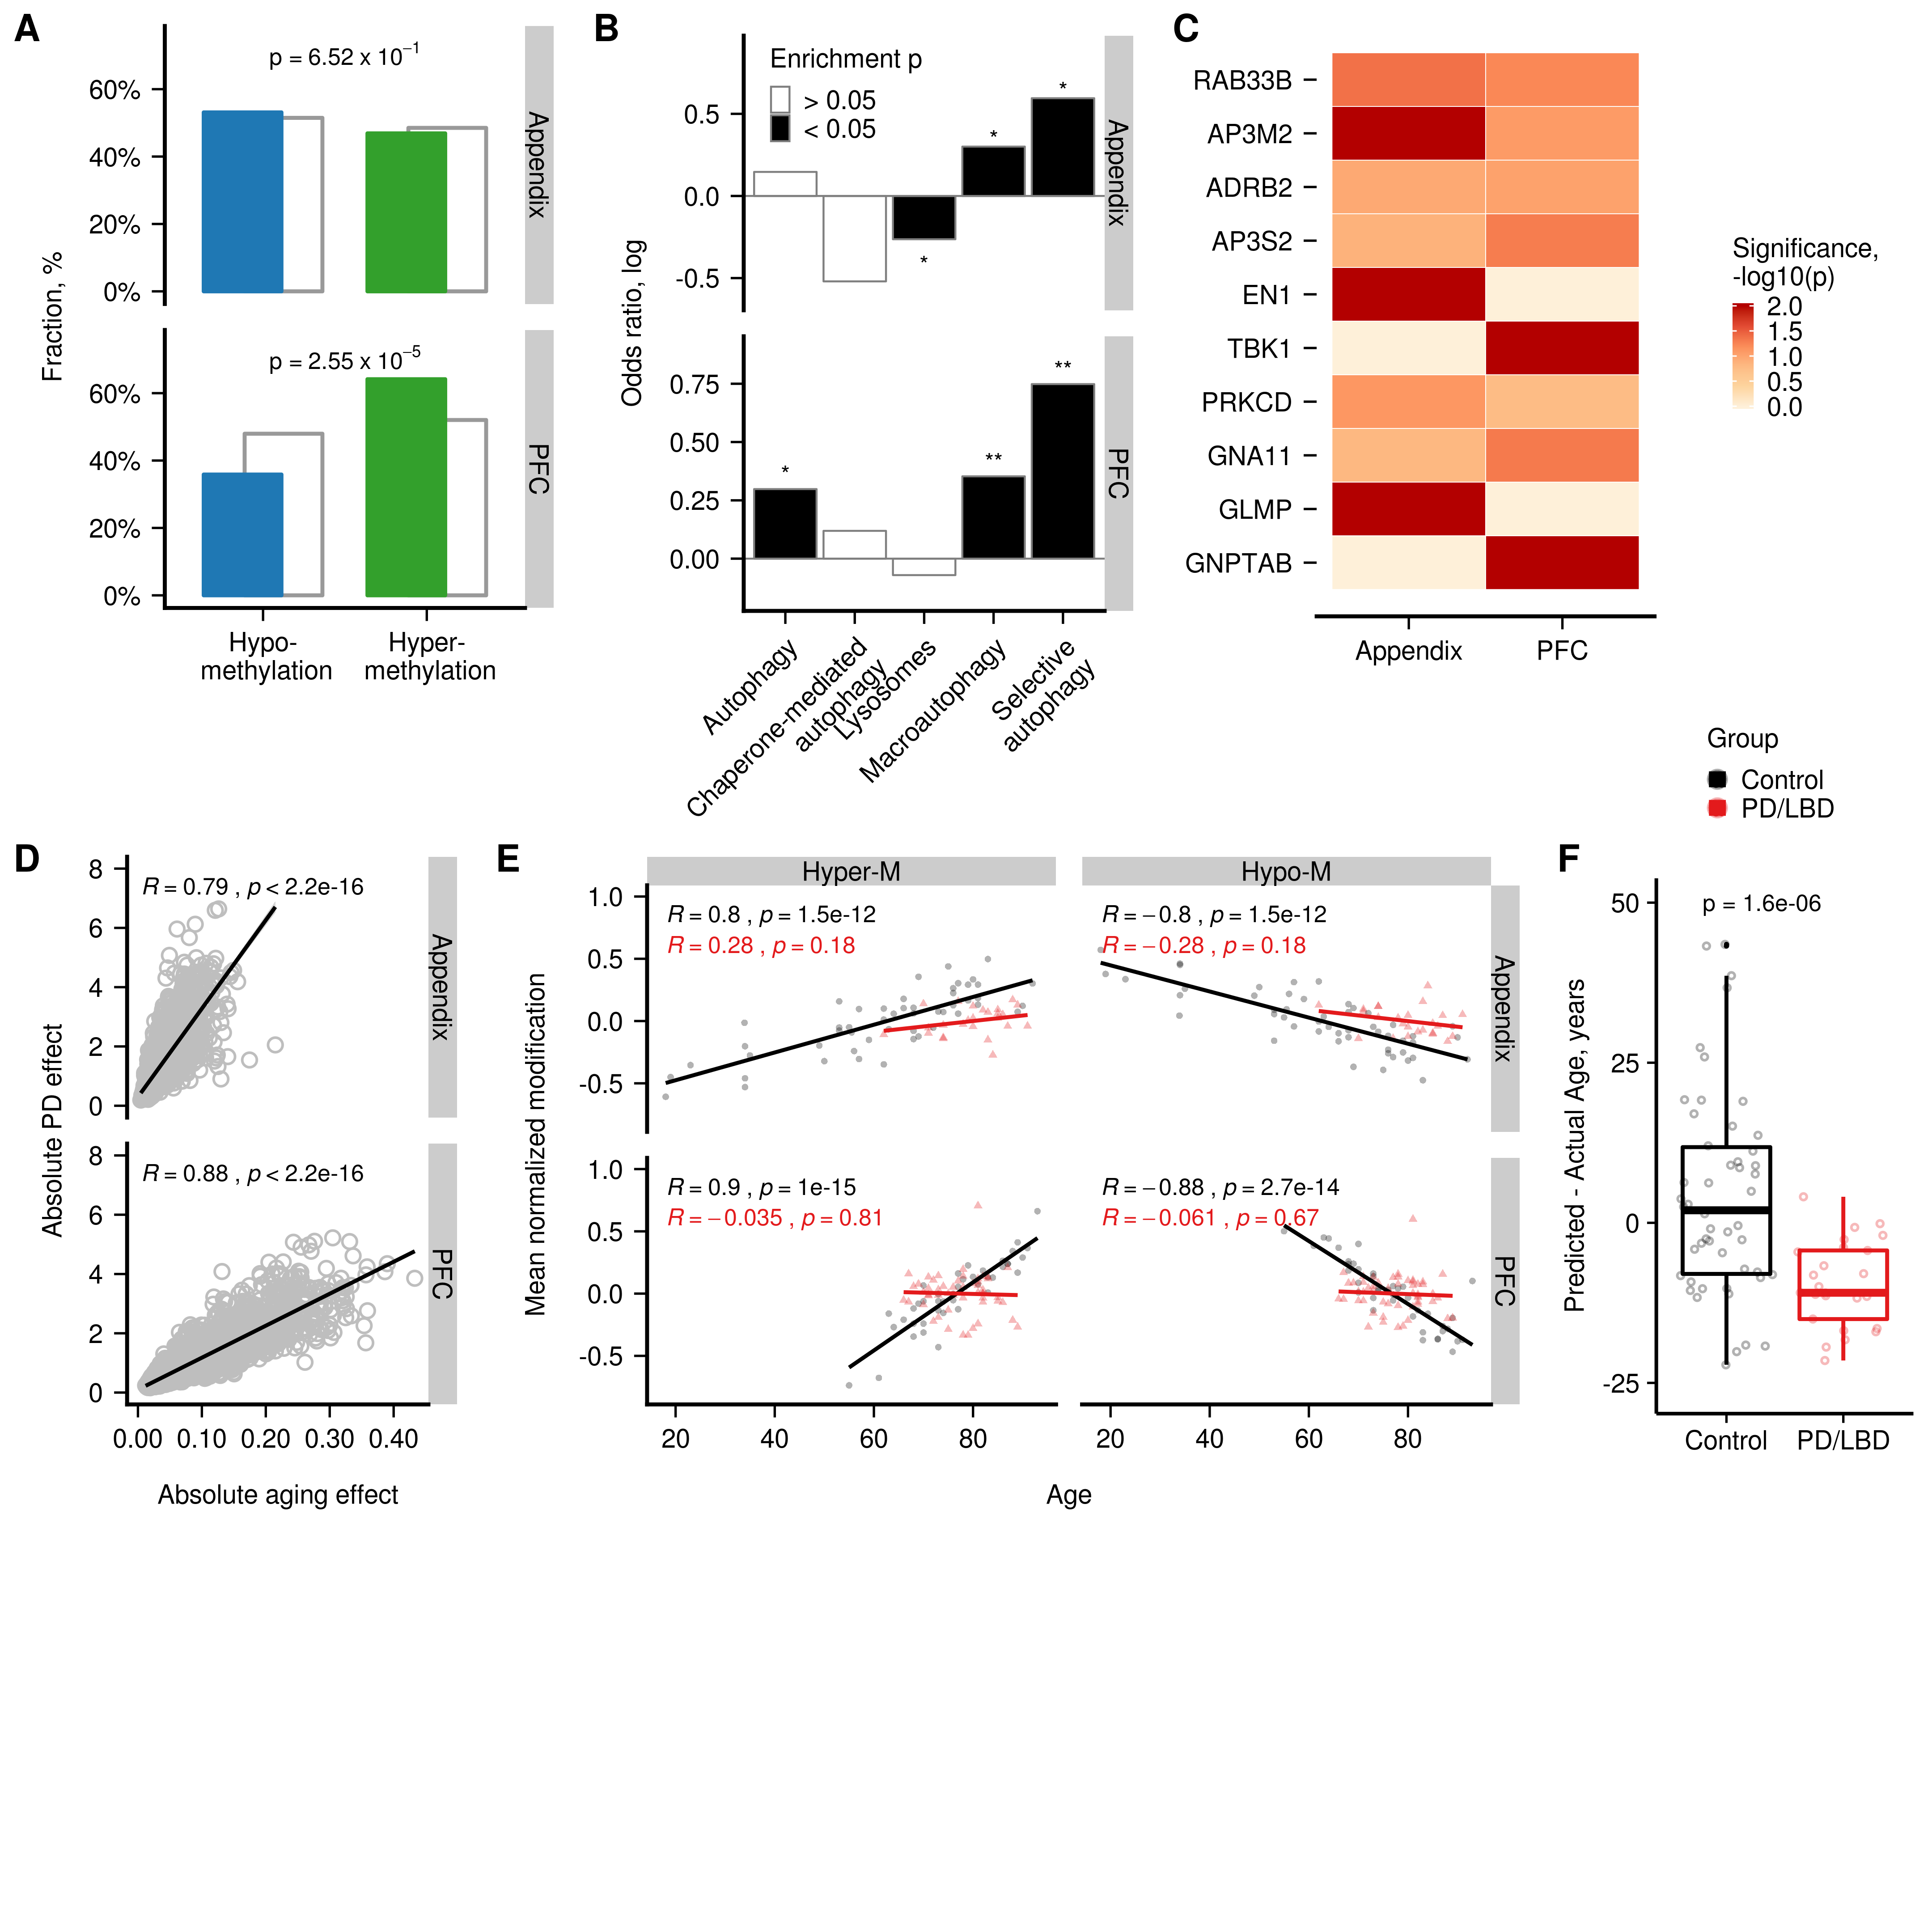 A
Fraction, %
p = 6.52 x 10−1
60%
40%
20%
0%
Appendix
p = 2.55 x 10−5
60%
40%
20%
0%
PFC
Hypo-
methylation
Hyper-
methylation
B
Odds ratio, log
Enrichment p
> 0.05
< 0.05
0.5
0.0
-0.5
*
*
*
Appendix
0.75
0.50
0.25
0.00
*
**
**
PFC
Autophagy
Chaperone-mediated
autophagy
Lysosomes
Macroautophagy
Selective
autophagy
C
RAB33B
AP3M2
ADRB2
AP3S2
EN1
TBK1
PRKCD
GNA11
GLMP
GNPTAB
Appendix
PFC
Significance,
-log10(p)
2.0
1.5
1.0
0.5
0.0
Group
Control
PD/LBD
D
Absolute PD effect
8
6
4
2
0
R = 0.79 , p < 2.2e-16
Appendix
8
6
4
2
0
R = 0.88 , p < 2.2e-16
PFC
0.00 0.10 0.20 0.30 0.40
Absolute aging effect
E
Mean normalized modification
Hyper-M
Hypo-M
1.0
0.5
0.0
-0.5
R = 0.8 , p = 1.5e-12
R = 0.28 , p = 0.18
R = −0.8 , p = 1.5e-12
R = −0.28 , p = 0.18
Appendix
1.0
0.5
0.0
-0.5
R = 0.9 , p = 1e-15
R = −0.035 , p = 0.81
R = −0.88 , p = 2.7e-14
R = −0.061 , p = 0.67
PFC
20 40 60 80
20 40 60 80
Age
F
Predicted - Actual Age, years
p = 1.6e-06
50
25
0
-25
Control
PD/LBD